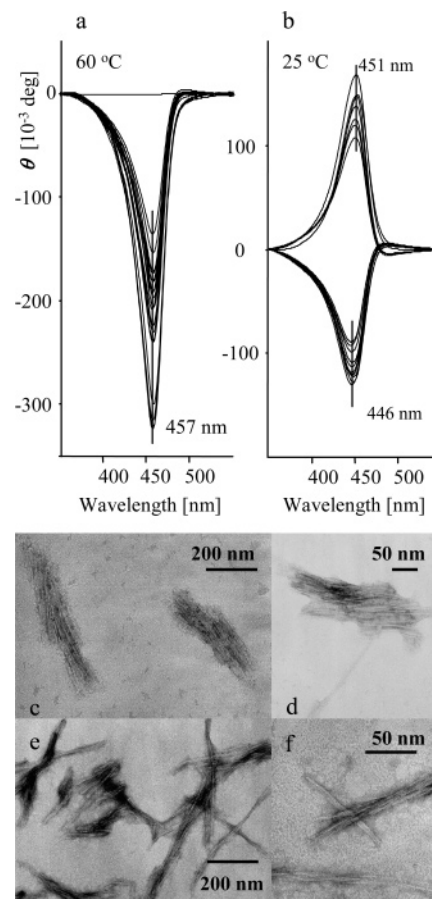 a
b
60 °C
25 °C
451 nm
0
-100
-200
-300
100
0
-100
θ [10⁻³ deg]
457 nm
446 nm
400 450 500
400 450 500
Wavelength [nm]
Wavelength [nm]
200 nm
50 nm
c
d
e
f
50 nm
200 nm